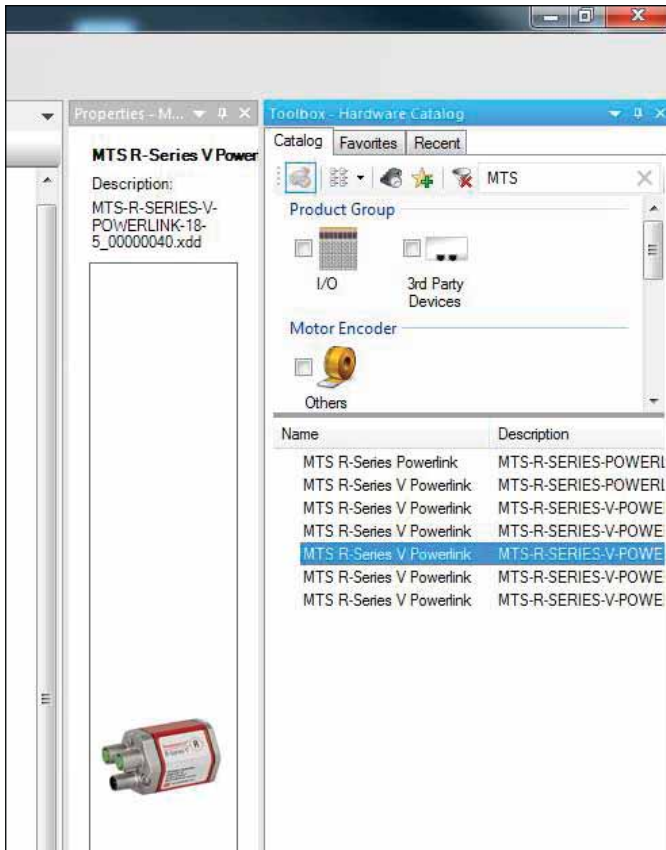 Properties - M...
MTS R-Series V Power
Description:
MTS-R-SERIES-V-
POWERLINK-18-
5_00000040.xdd
R-Series V
R
Toolbox - Hardware Catalog
Catalog Favorites Recent
MTS
Product Group
I/O
3rd Party
Devices
Motor Encoder
Others
Name Description
MTS R-Series Powerlink MTS-R-SERIES-POWERL
MTS R-Series V Powerlink MTS-R-SERIES-POWERL
MTS R-Series V Powerlink MTS-R-SERIES-V-POWE
MTS R-Series V Powerlink MTS-R-SERIES-V-POWE
MTS R-Series V Powerlink MTS-R-SERIES-V-POWE
MTS R-Series V Powerlink MTS-R-SERIES-V-POWE
MTS R-Series V Powerlink MTS-R-SERIES-V-POWE